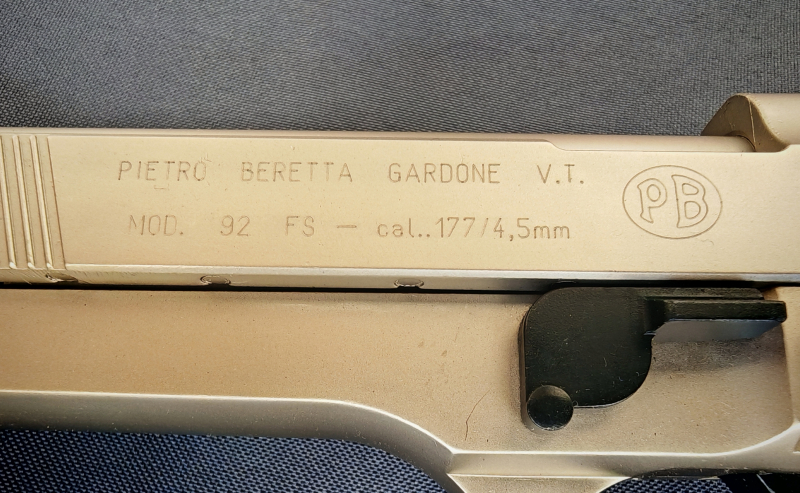 PIETRO BERETTA GARDONE V.T.
MOD. 92 FS - cal..177/4,5mm
PB